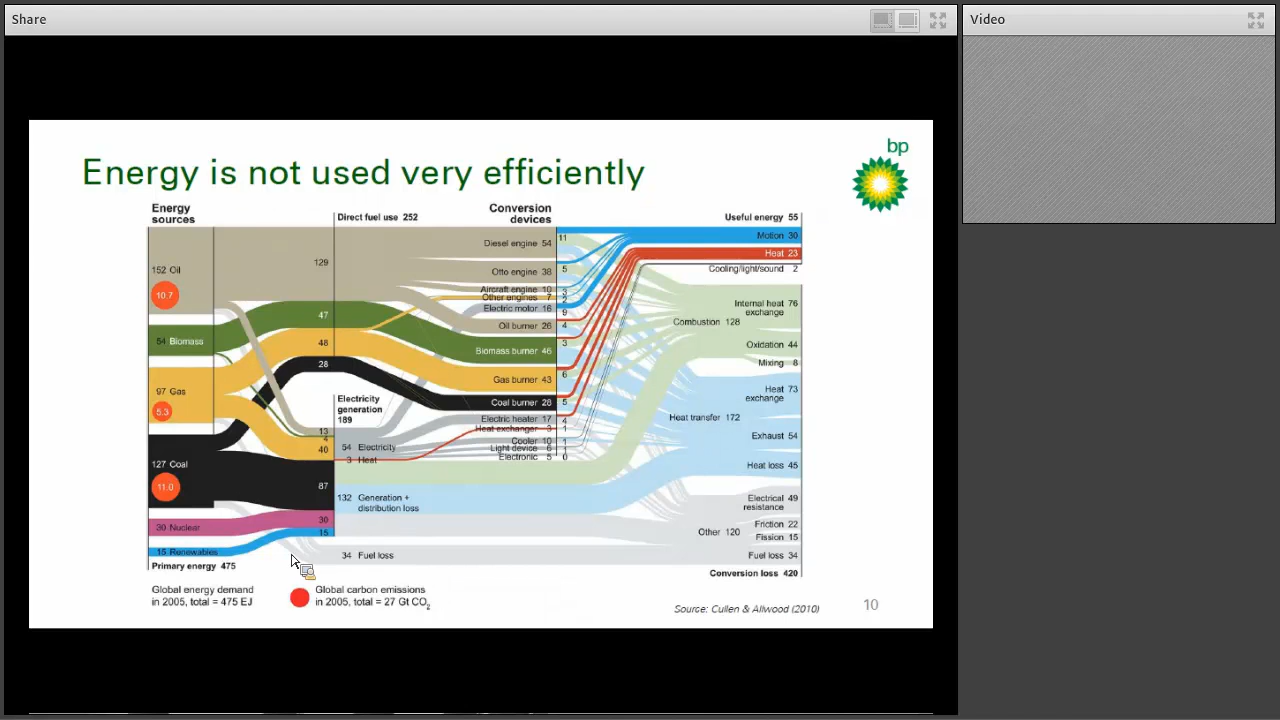 Share
Video
bp
Energy is not used very efficiently
Energy
sources
Direct fuel use 252
Conversion
devices
Useful energy 55
152 Oil
10.7
54 Biomass
97 Gas
5.3
127 Coal
11.0
30 Nuclear
15 Renewables
Primary energy 475
129
47
48
28
Electricity
generation
189
13
4
40
87
30
15
54 Electricity
3 Heat
132 Generation +
distribution loss
34 Fuel loss
Diesel engine 54
Otto engine 38
Aircraft engine 10
Other engines 7
Electric motor 16
Oil burner 26
Biomass burner 46
Gas burner 43
Coal burner 28
Electric heater 17
Heat exchanger 3
Cooler 10
Light device 6
Electronic 5
11
5
9
4
3
6
5
4
1
1
1
0
Motion 30
Heat 23
Cooling/light/sound 2
Combustion 128
Internal heat 76
exchange
Oxidation 44
Mixing 8
Heat transfer 172
Heat 73
exchange
Exhaust 54
Heat loss 45
Other 120
Electrical 49
resistance
Friction 22
Fission 15
Fuel loss 34
Conversion loss 420
Global energy demand
in 2005, total = 475 EJ
Global carbon emissions
in 2005, total = 27 Gt CO2
Source: Cullen & Allwood (2010)
10